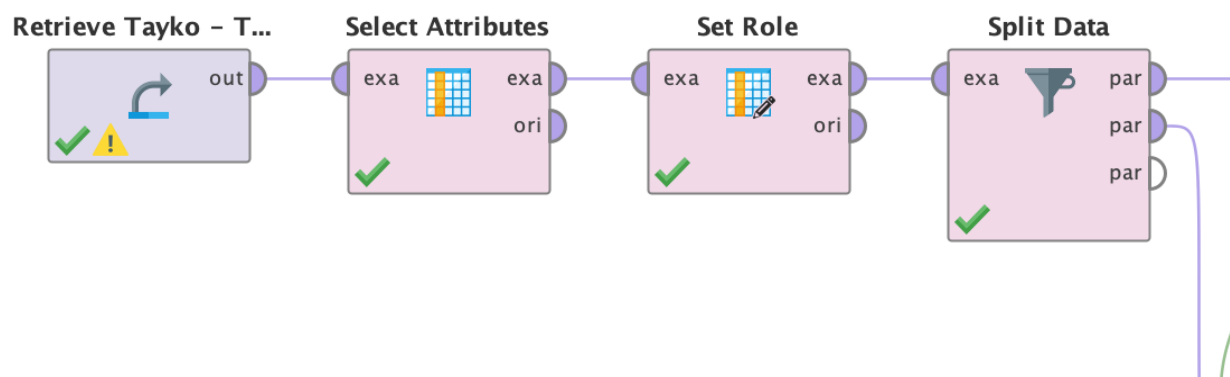 Retrieve Tayko – T...
Select Attributes
Set Role
Split Data
out
exa
exa
ori
exa
exa
ori
exa
par
par
par